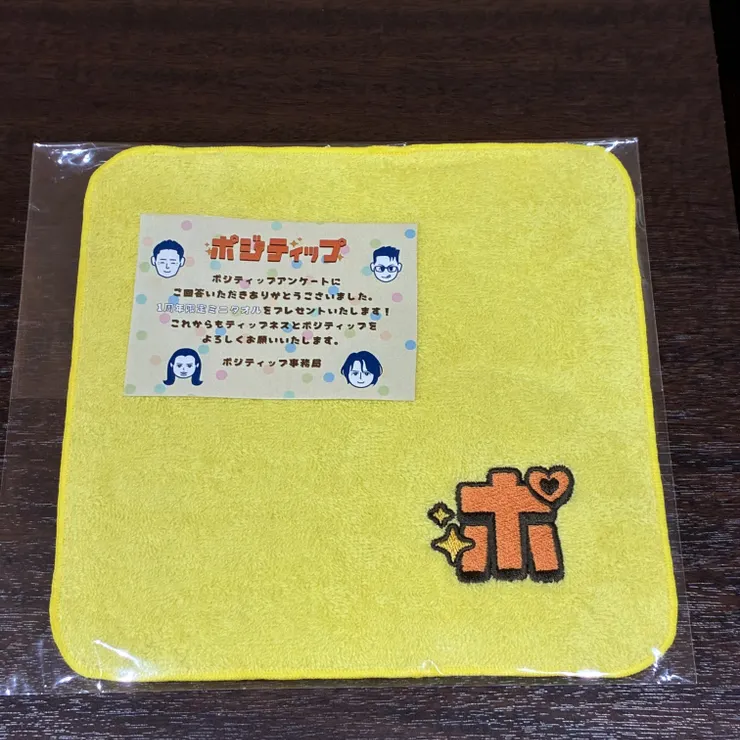 ポジティップ
ポジティップアンケートに
ご回答いただきありがとうございました。
1周年限定ミニタオルをプレゼントいたします!
これからもティップネスとポジティップを
よろしくお願いいたします。
ポジティップ事務局
ポ